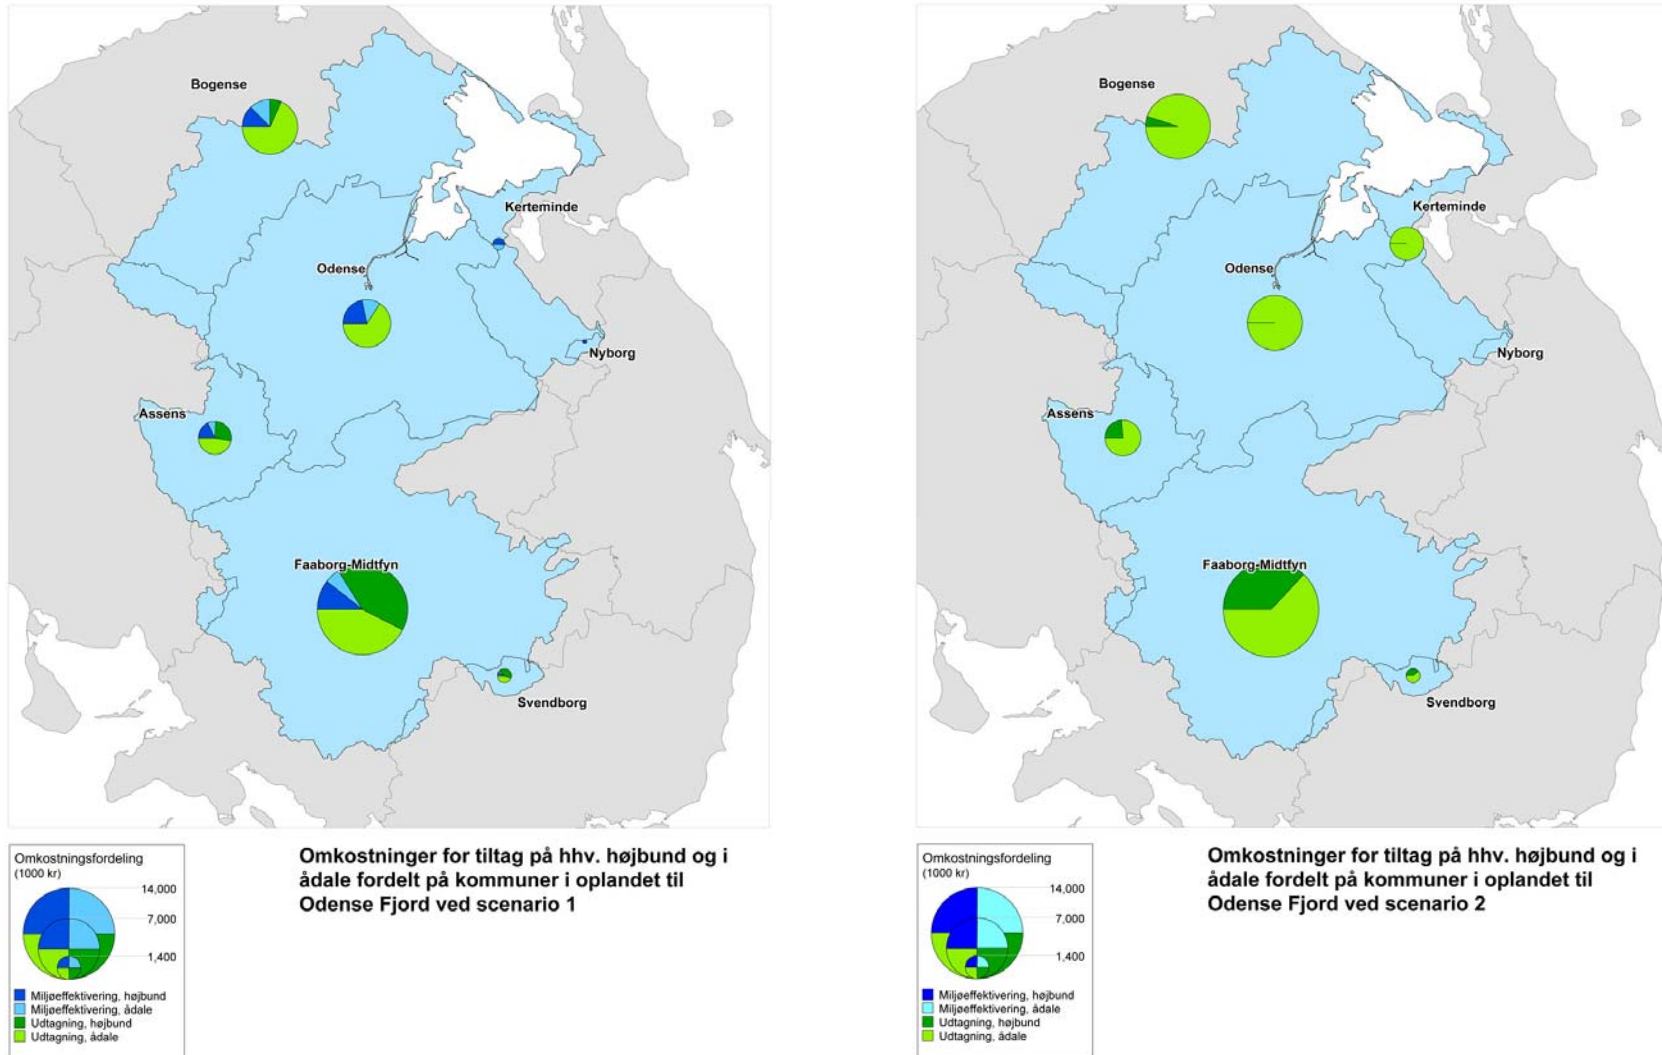 Bogense
Kerteminde
Odense
Nyborg
Assens
Faaborg-Midtfyn
Svendborg
Omkostningsfordeling
(1000 kr)
14,000
7,000
1,400
Miljøeffektivering, højbund
Miljøeffektivering, ådale
Udtagning, højbund
Udtagning, ådale
Omkostninger for tiltag på hhv. højbund og i
ådale fordelt på kommuner i oplandet til
Odense Fjord ved scenario 1
Bogense
Kerteminde
Odense
Nyborg
Assens
Faaborg-Midtfyn
Svendborg
Omkostningsfordeling
(1000 kr)
14,000
7,000
1,400
Miljøeffektivering, højbund
Miljøeffektivering, ådale
Udtagning, højbund
Udtagning, ådale
Omkostninger for tiltag på hhv. højbund og i
ådale fordelt på kommuner i oplandet til
Odense Fjord ved scenario 2